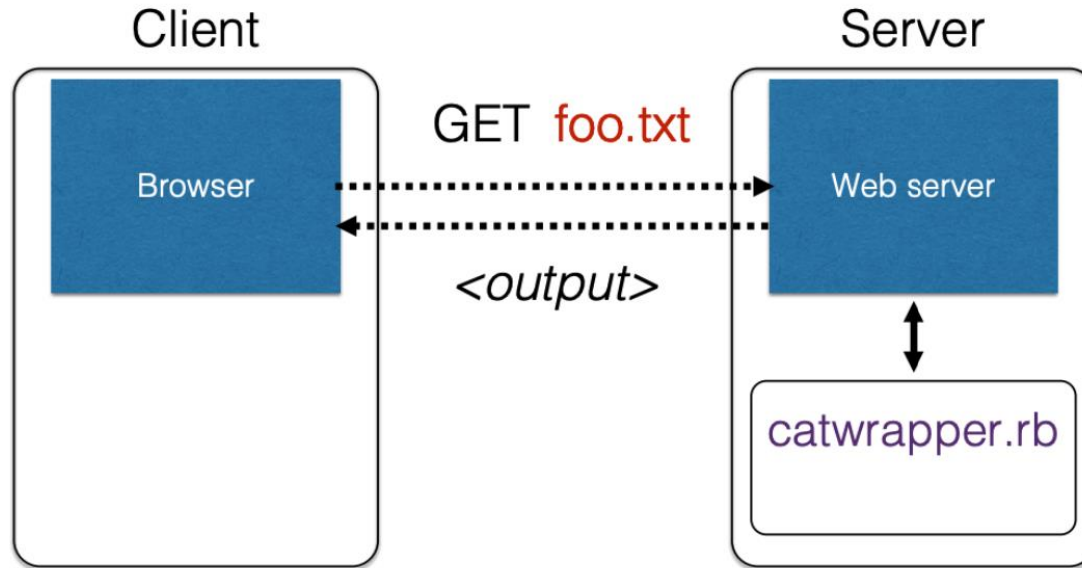 Client
Server
GET foo.txt
Browser
Web server
<output>
catwrapper.rb